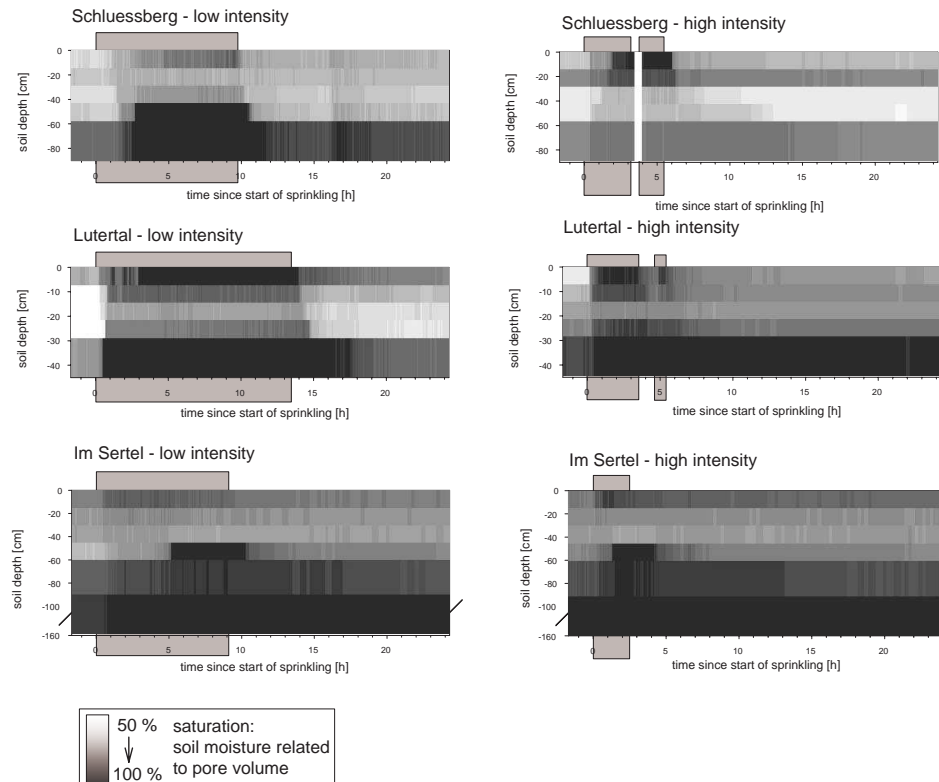 Schluessberg - low intensity
soil depth [cm]
0
-20
-40
-60
-80
0 5 10 15 20
time since start of sprinkling [h]
Schluessberg - high intensity
soil depth [cm]
0
-20
-40
-60
-80
0 5 10 15 20
time since start of sprinkling [h]
Lutertal - low intensity
soil depth [cm]
0
-10
-20
-30
-40
0 5 10 15 20
time since start of sprinkling [h]
Lutertal - high intensity
soil depth [cm]
0
-10
-20
-30
-40
0 5 10 15 20
time since start of sprinkling [h]
Im Sertel - low intensity
soil depth [cm]
0
-20
-40
-60
-80
-100
-160
0 5 10 15 20
time since start of sprinkling [h]
Im Sertel - high intensity
soil depth [cm]
0
-20
-40
-60
-80
-100
-160
0 5 10 15 20
time since start of sprinkling [h]
50 % saturation:
soil moisture related
100 % to pore volume